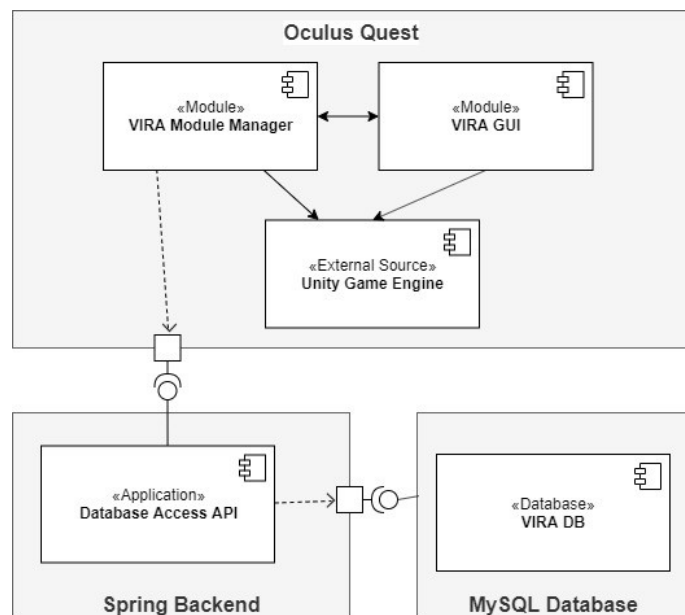 Oculus Quest
«Module»
VIRA Module Manager
«Module»
VIRA GUI
«External Source»
Unity Game Engine
«Application»
Database Access API
«Database»
VIRA DB
Spring Backend
MySQL Database